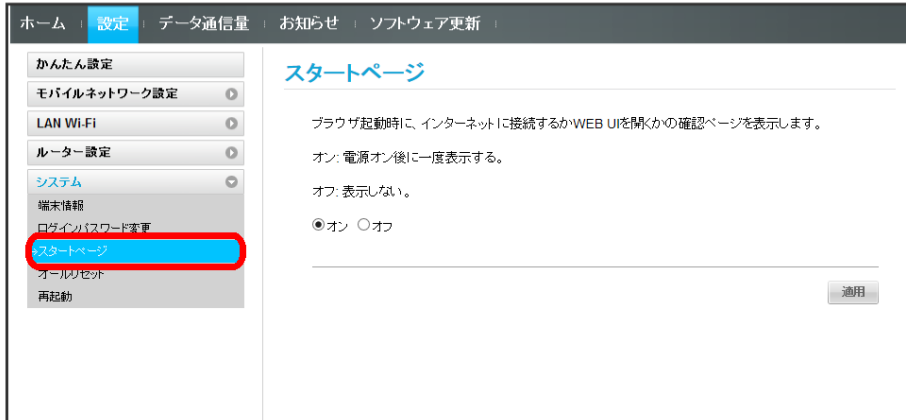 ホーム 設定 データ通信量 お知らせ ソフトウェア更新
かんたん設定
モバイルネットワーク設定
LAN Wi-Fi
ルーター設定
システム
端末情報
ログインパスワード変更
スタートページ
オールリセット
再起動
スタートページ
ブラウザ起動時に、インターネットに接続するかWEB UIを開くかの確認ページを表示します。
オン: 電源オン後に一度表示する。
オフ: 表示しない。
オン オフ
適用